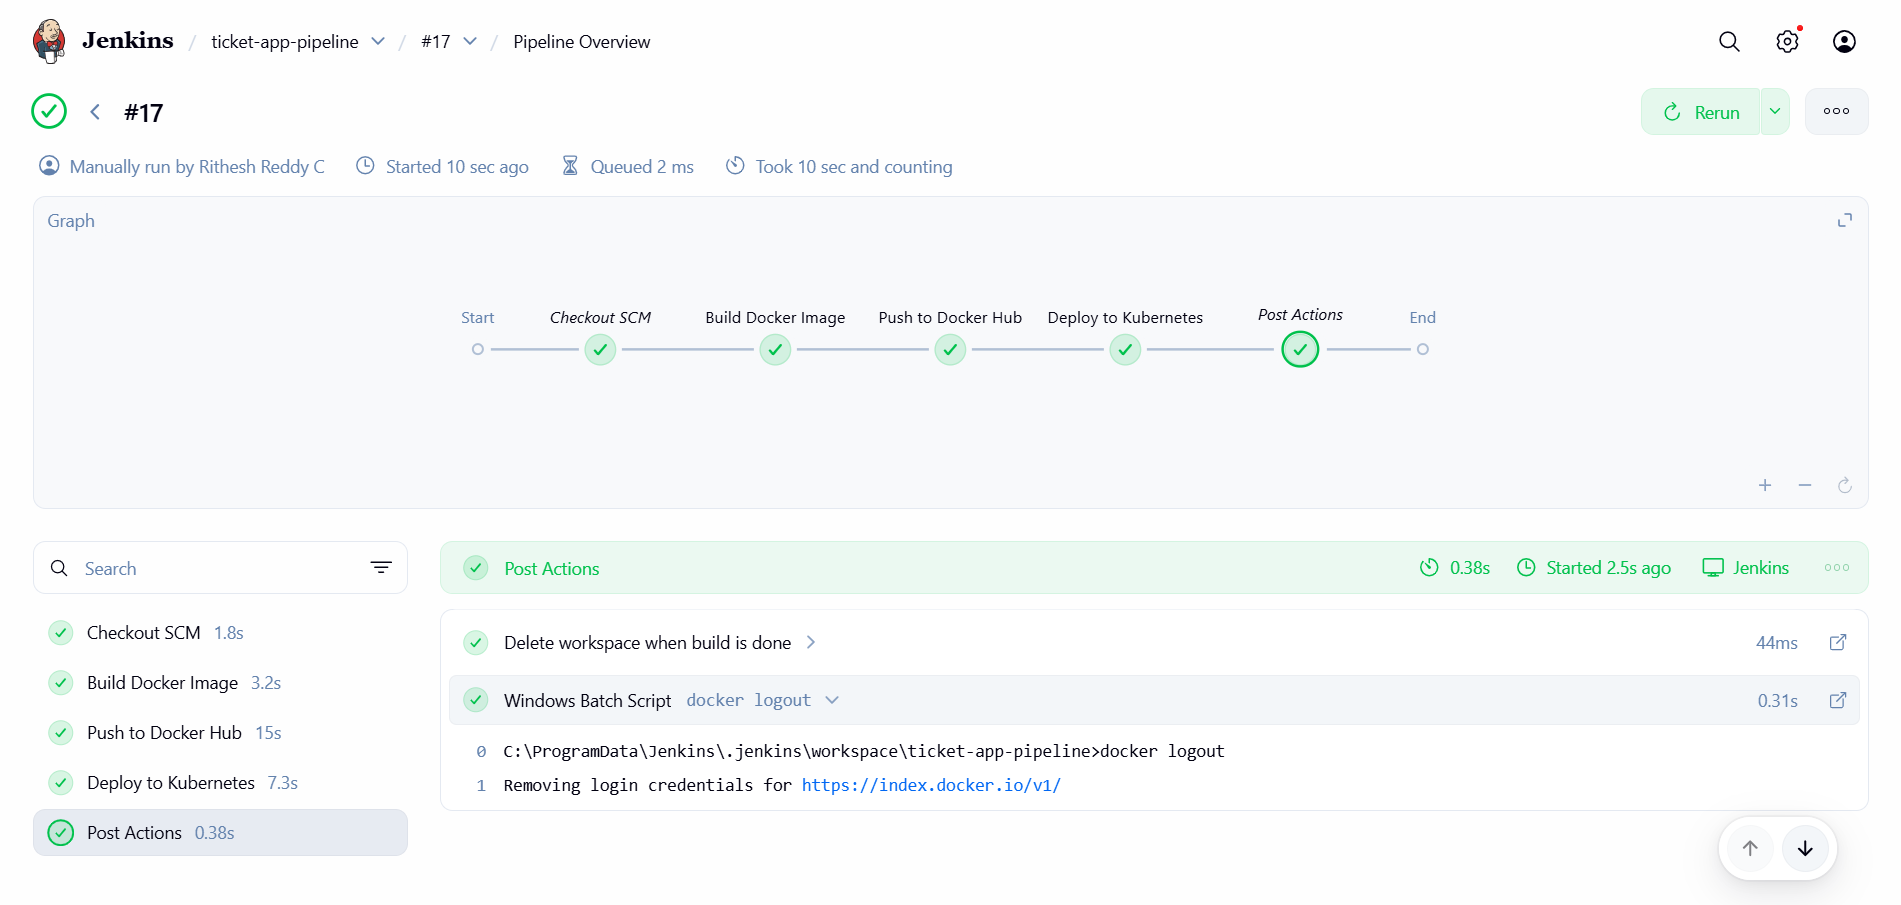 Jenkins / ticket-app-pipeline / #17 / Pipeline Overview
#17
Rerun
Manually run by Rithesh Reddy C Started 10 sec ago Queued 2 ms Took 10 sec and counting
Graph
Start Checkout SCM Build Docker Image Push to Docker Hub Deploy to Kubernetes Post Actions End
Search
Checkout SCM 1.8s
Build Docker Image 3.2s
Push to Docker Hub 15s
Deploy to Kubernetes 7.3s
Post Actions 0.38s
Post Actions 0.38s Started 2.5s ago Jenkins
Delete workspace when build is done 44ms
Windows Batch Script docker logout 0.31s
0 C:\ProgramData\Jenkins\.jenkins\workspace\ticket-app-pipeline>docker logout
1 Removing login credentials for https://index.docker.io/v1/